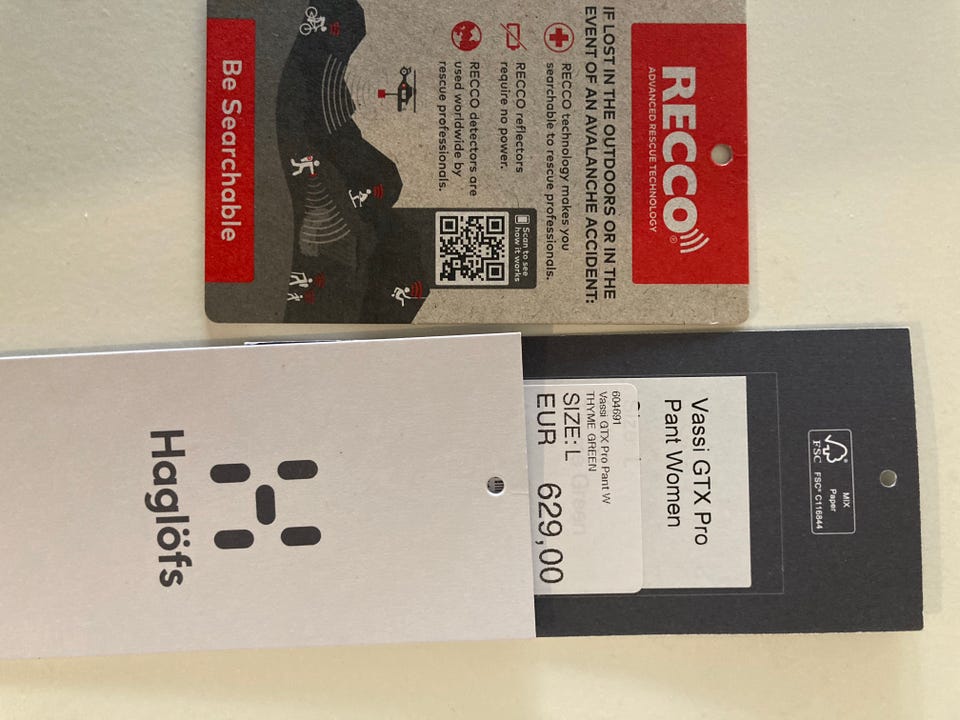 RECCO
ADVANCED RESCUE TECHNOLOGY
IF LOST IN THE OUTDOORS OR IN THE
EVENT OF AN AVALANCHE ACCIDENT:
RECCO technology makes you
searchable to rescue professionals.
RECCO reflectors
require no power.
RECCO detectors are
used worldwide by
rescue professionals.
Scan to see
how it works
Be Searchable
MIX
Paper
FSC
FSC® C116844
Vassi GTX Pro
Pant Women
604691
Vassi GTX Pro Pant W
THYME GREEN
SIZE: L
EUR 629,00
Haglöfs